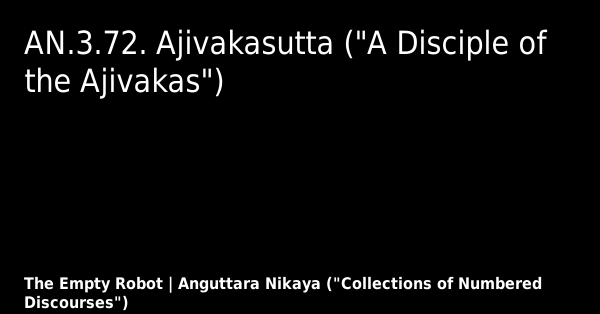 AN.3.72. Ajivakasutta ("A Disciple of
the Ajivakas")
The Empty Robot | Anguttara Nikaya ("Collections of Numbered
Discourses")